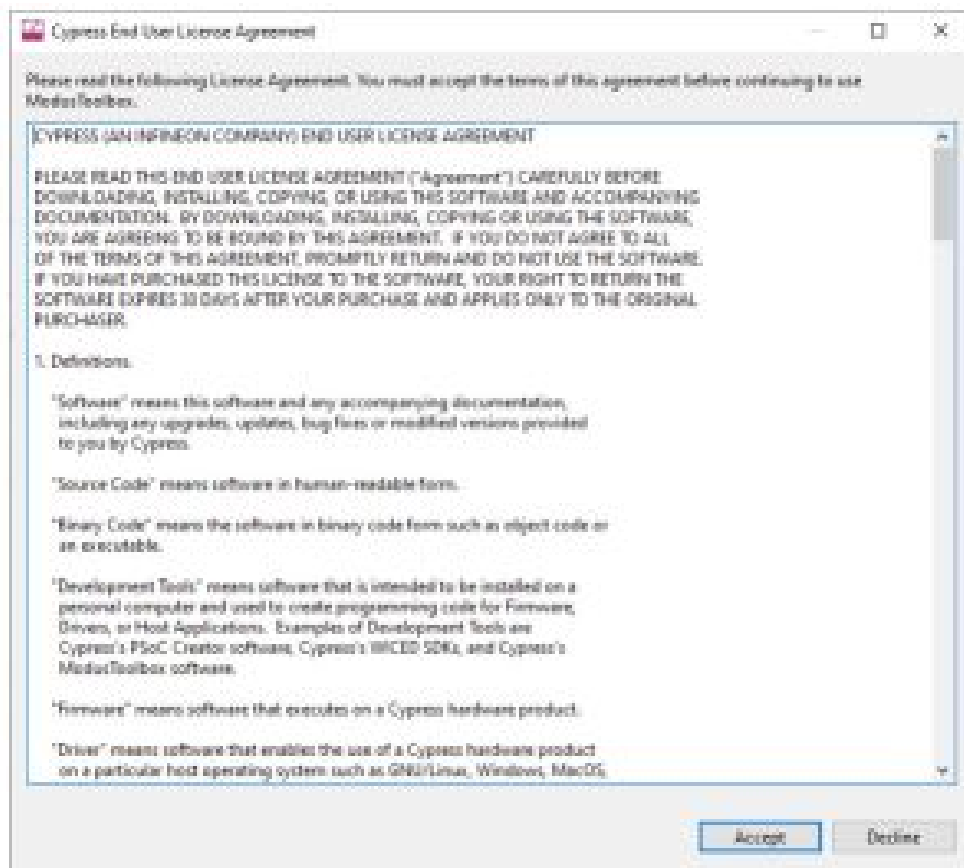 Cypress End User License Agreement
Please read the following License Agreement. You must accept the terms of this agreement before continuing to use
ModusToolbox.
CYPRESS (AN INFINEON COMPANY) END USER LICENSE AGREEMENT
PLEASE READ THIS END USER LICENSE AGREEMENT ("Agreement") CAREFULLY BEFORE
DOWNLOADING, INSTALLING, COPYING, OR USING THIS SOFTWARE AND ACCOMPANYING
DOCUMENTATION. BY DOWNLOADING, INSTALLING, COPYING OR USING THE SOFTWARE,
YOU ARE AGREEING TO BE BOUND BY THIS AGREEMENT. IF YOU DO NOT AGREE TO ALL
OF THE TERMS OF THIS AGREEMENT, PROMPTLY RETURN AND DO NOT USE THE SOFTWARE.
IF YOU HAVE PURCHASED THIS LICENSE TO THE SOFTWARE, YOUR RIGHT TO RETURN THE
SOFTWARE EXPIRES 30 DAYS AFTER YOUR PURCHASE AND APPLIES ONLY TO THE ORIGINAL
PURCHASER.
1. Definitions.
"Software" means this software and any accompanying documentation,
including any upgrades, updates, bug fixes or modified versions provided
to you by Cypress.
"Source Code" means software in human-readable form.
"Binary Code" means the software in binary code form such as object code or
an executable.
"Development Tools" means software that is intended to be installed on a
personal computer and used to create programming code for Firmware,
Drivers, or Host Applications. Examples of Development Tools are
Cypress's PSoC Creator software, Cypress's WICED SDKs, and Cypress's
ModusToolbox software.
"Firmware" means software that executes on a Cypress hardware product.
"Driver" means software that enables the use of a Cypress hardware product
on a particular host operating system such as GNU/Linux, Windows, MacOS,
Accept
Decline